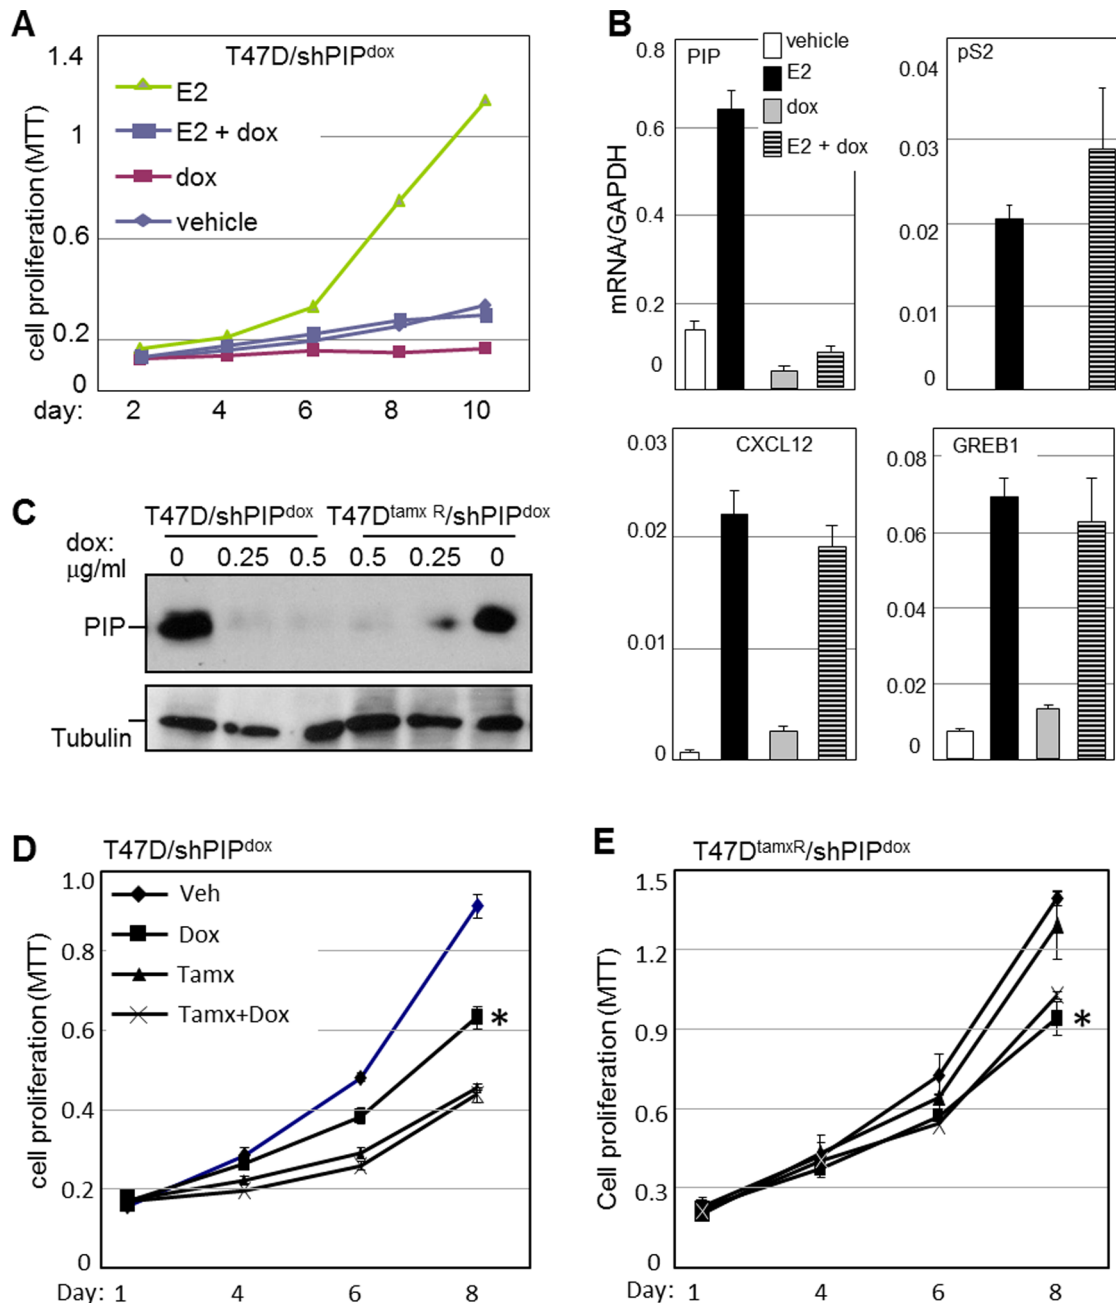 A
T47D/shPIPdox
1.4
1
0.6
0.2
0
cell proliferation (MTT)
E2
E2 + dox
dox
vehicle
day: 2 4 6 8 10
B
0.8
0.6
0.4
0.2
0
mRNA/GAPDH
PIP
vehicle
E2
dox
E2 + dox
pS2
0.04
0.03
0.02
0.01
0
CXCL12
0.03
0.02
0.01
0
GREB1
0.08
0.06
0.04
0.02
0
C
T47D/shPIPdox T47Dtamx R/shPIPdox
dox: 0 0.25 0.5 0.5 0.25 0
μg/ml
PIP
Tubulin
D
T47D/shPIPdox
1.0
0.8
0.6
0.4
0.2
0
cell proliferation (MTT)
Veh
Dox
Tamx
Tamx+Dox
*
Day: 1 4 6 8
E
T47DtamxR/shPIPdox
1.5
1.2
0.9
0.6
0.3
0
Cell proliferation (MTT)
*
Day: 1 4 6 8